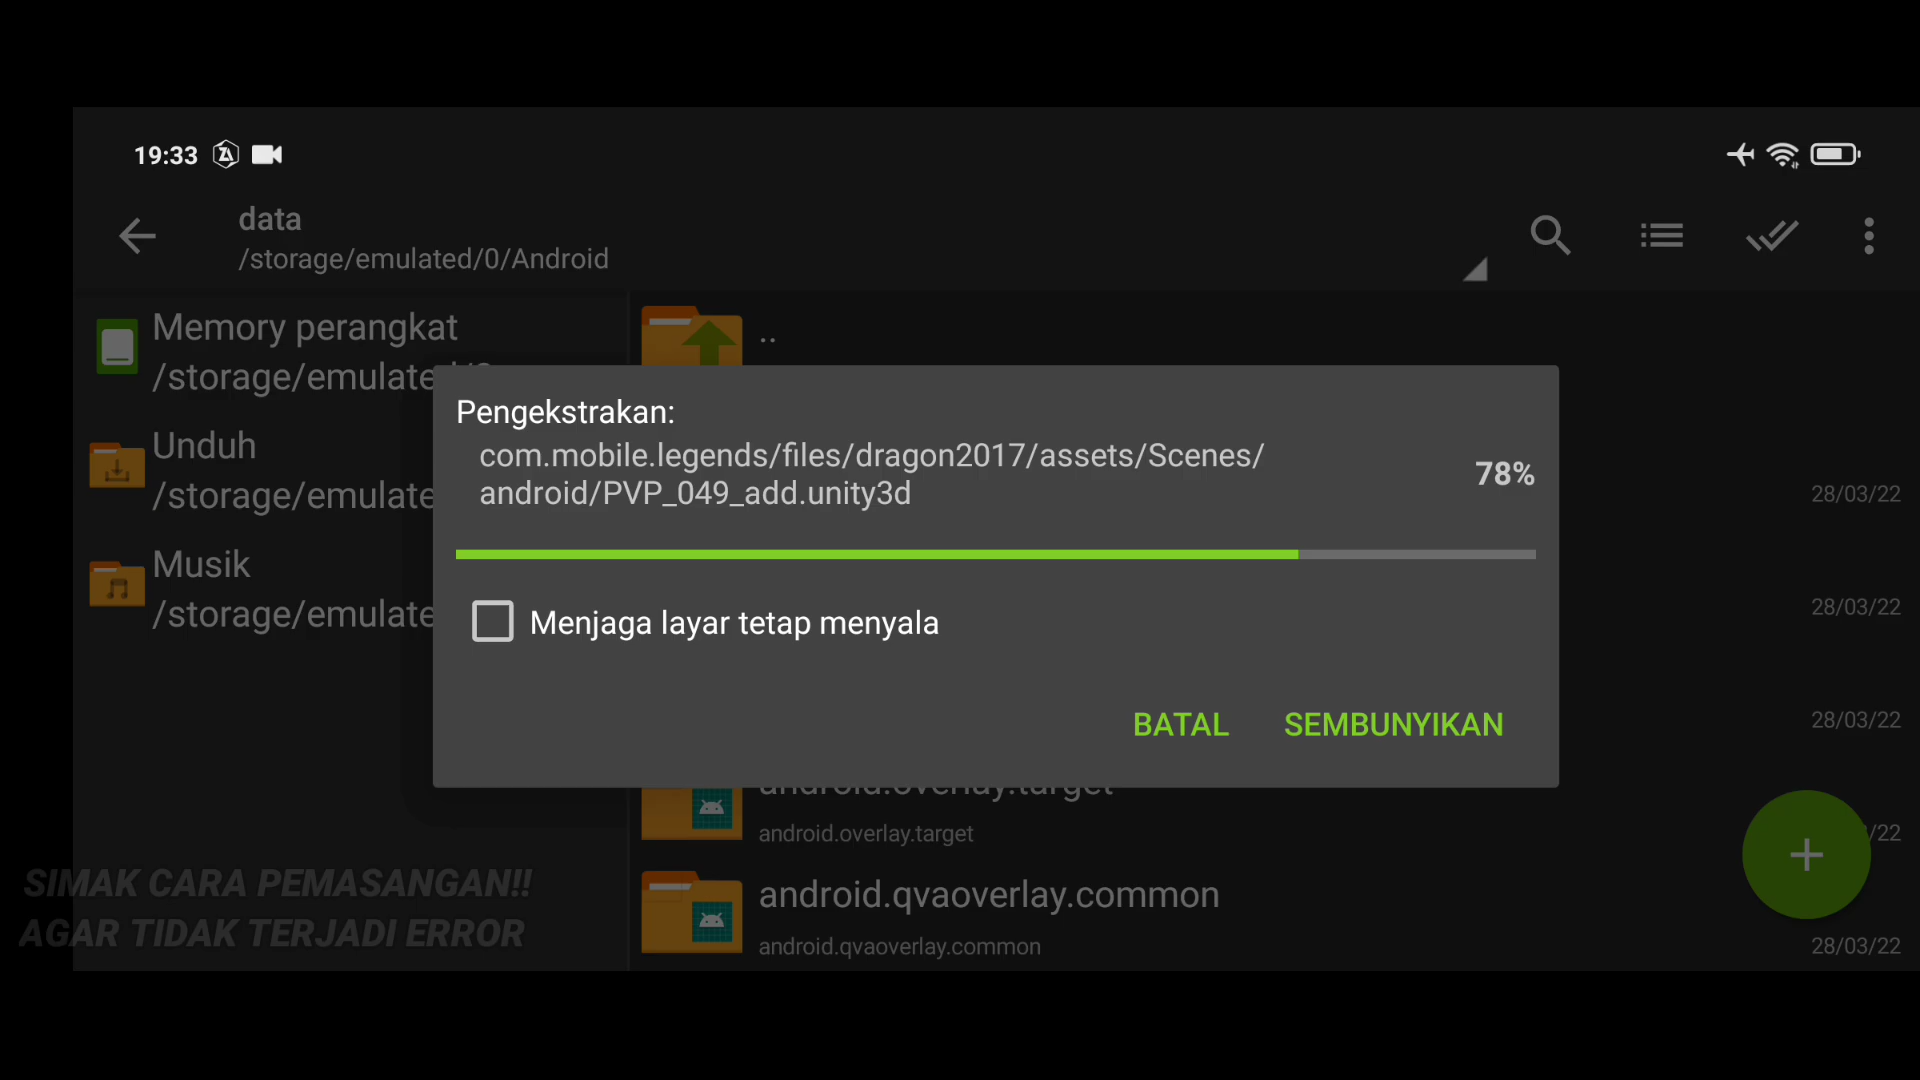 19:33
data
/storage/emulated/0/Android
Memory perangkat
/storage/emulate
Unduh
/storage/emulate
Musik
/storage/emulate
..
Pengekstrakan:
com.mobile.legends/files/dragon2017/assets/Scenes/
android/PVP_049_add.unity3d
78%
Menjaga layar tetap menyala
BATAL
SEMBUNYIKAN
28/03/22
28/03/22
28/03/22
android.overlay.target
android.overlay.target
/22
android.qvaoverlay.common
android.qvaoverlay.common
28/03/22
SIMAK CARA PEMASANGAN!!
AGAR TIDAK TERJADI ERROR